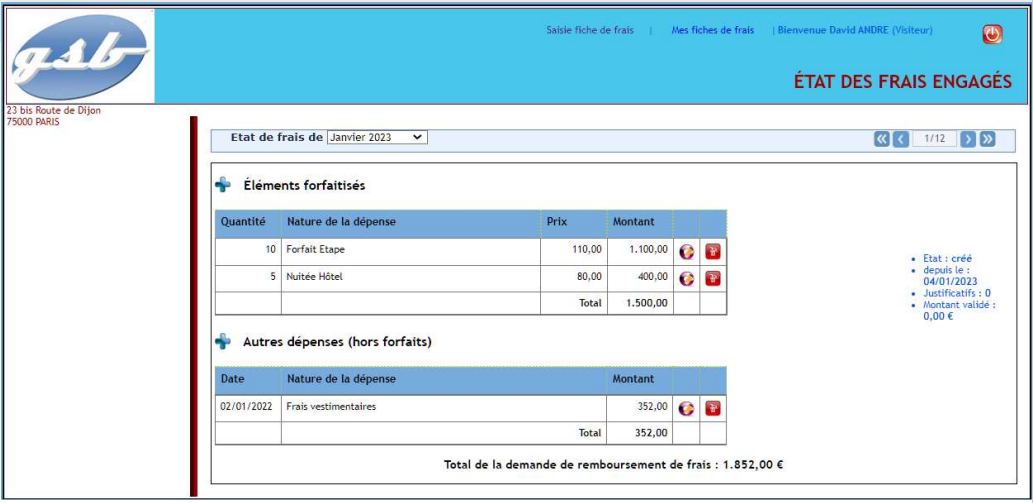 gsb
Saisie fiche de frais | Mes fiches de frais | Bienvenue David ANDRE (Visiteur)
ÉTAT DES FRAIS ENGAGÉS
23 bis Route de Dijon
75000 PARIS
Etat de frais de Janvier 2023
1/12
Éléments forfaitisés
Quantité Nature de la dépense Prix Montant
10 Forfait Etape 110,00 1.100,00
5 Nuitée Hôtel 80,00 400,00
Total 1.500,00
Etat : créé
depuis le :
04/01/2023
Justificatifs : 0
Montant validé :
0,00 €
Autres dépenses (hors forfaits)
Date Nature de la dépense Montant
02/01/2022 Frais vestimentaires 352,00
Total 352,00
Total de la demande de remboursement de frais : 1.852,00 €